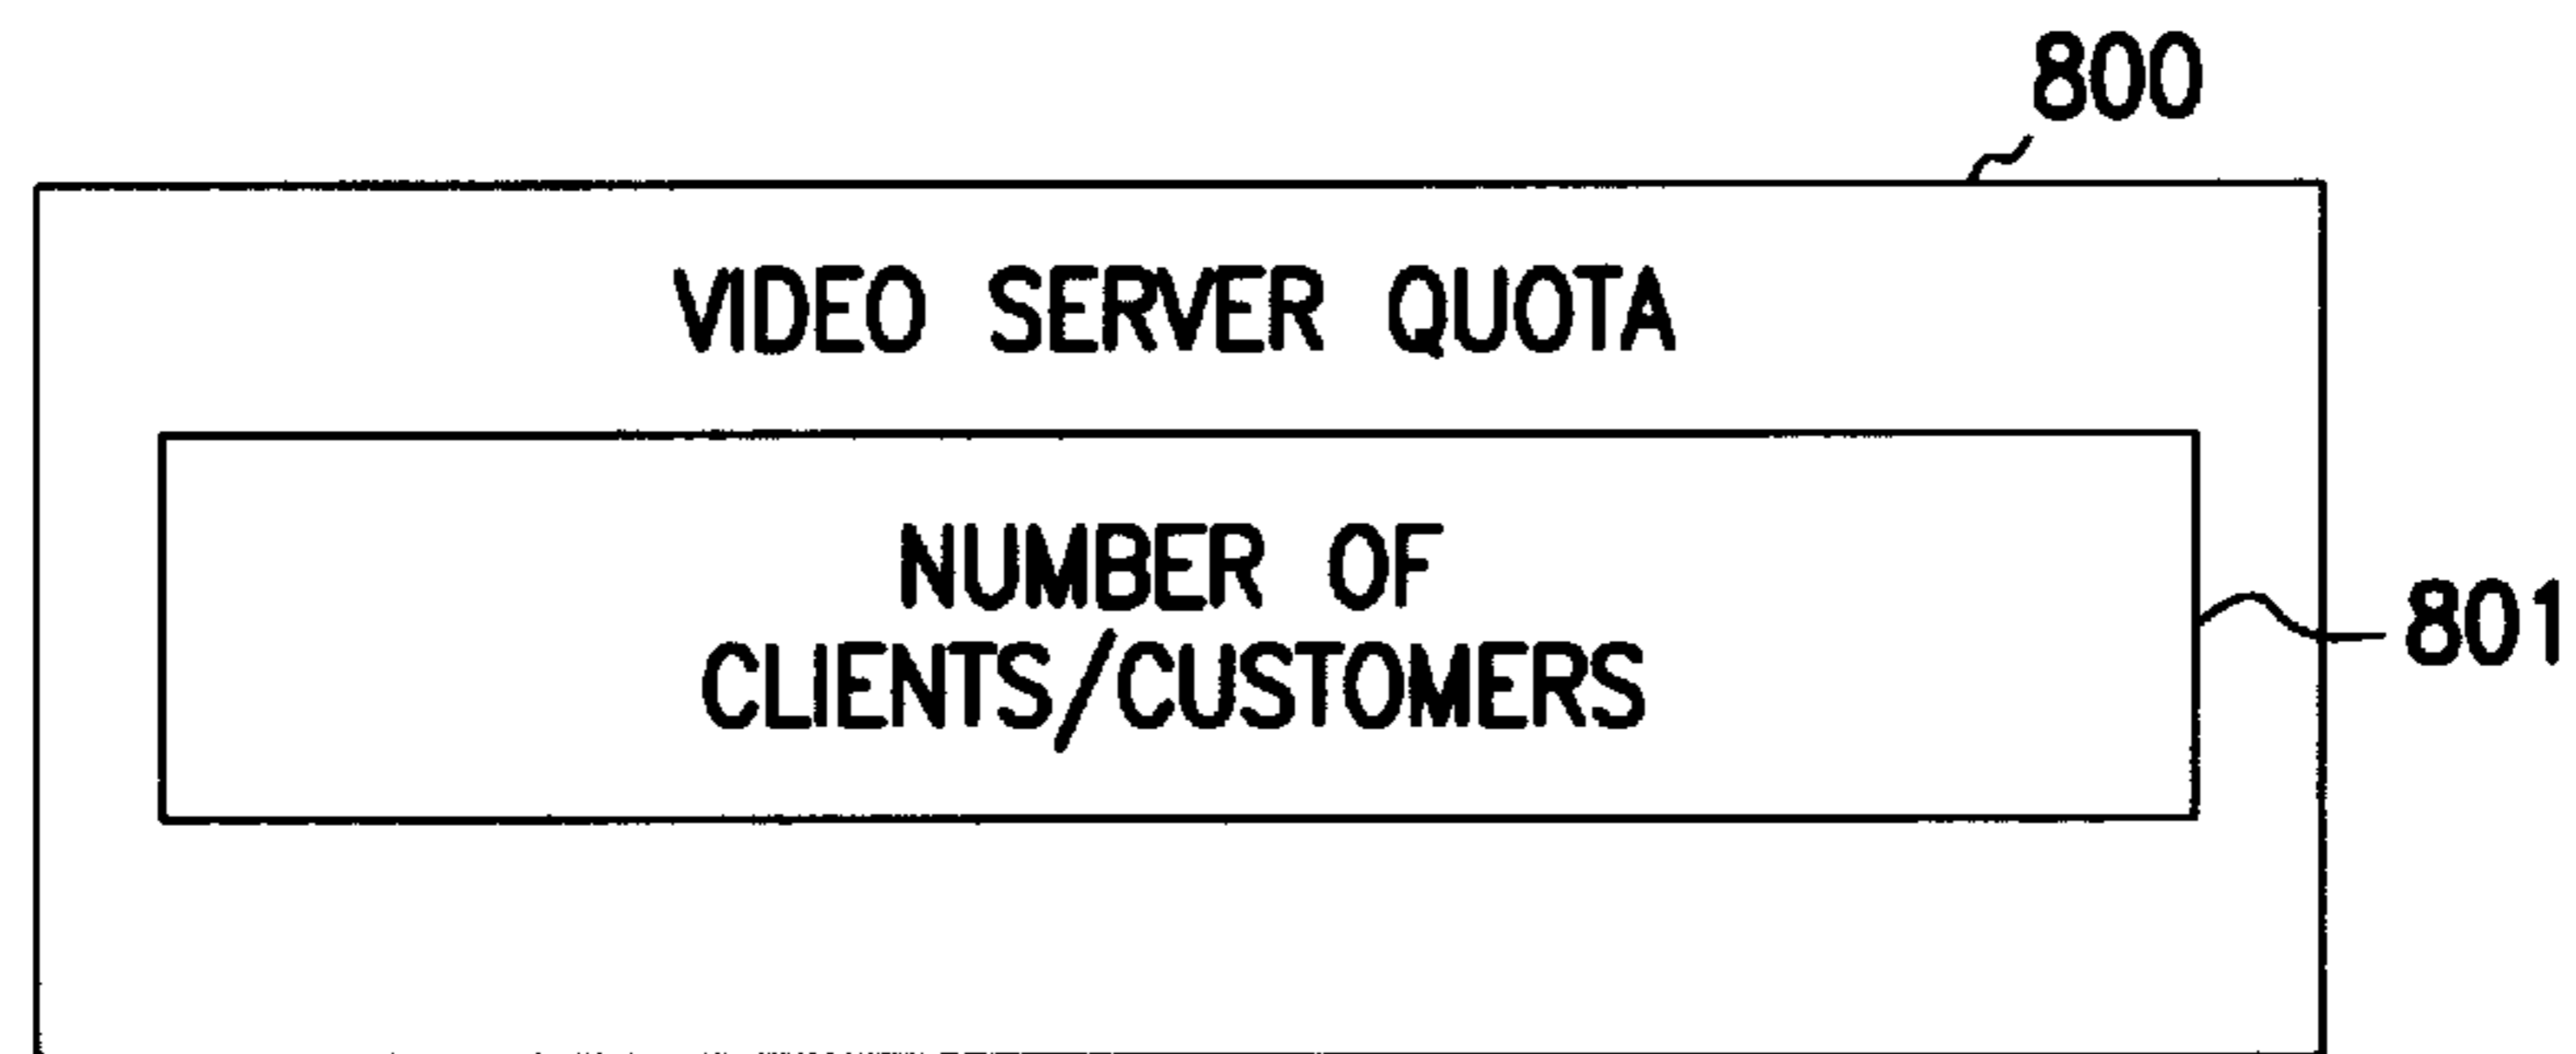 800
VIDEO SERVER QUOTA
NUMBER OF
CLIENTS/CUSTOMERS
801